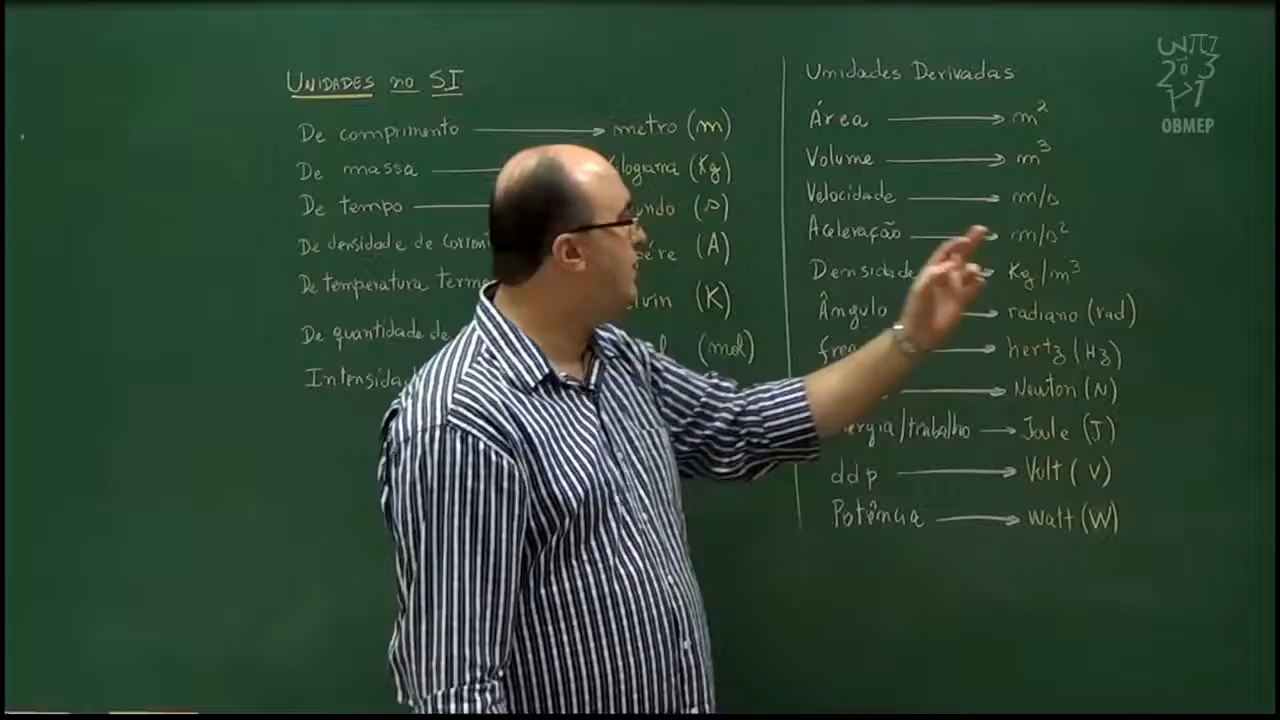 UNIDADES no SI
De comprimento → metro (m)
De massa (Kg)
De tempo (s)
De densidade de (A)
De temperatura (K)
De quantidade de (mol)
Unidades Derivadas
Área → m²
Volume → m³
Velocidade → m/s
Aceleração → m/s²
Densidade Kg/m³
Ângulo → radiano (rad)
→ hertz (Hz)
→ Newton (N)
/trabalho → Joule (J)
ddp → Volt (V)
Potência → Watt (W)
OBMEP